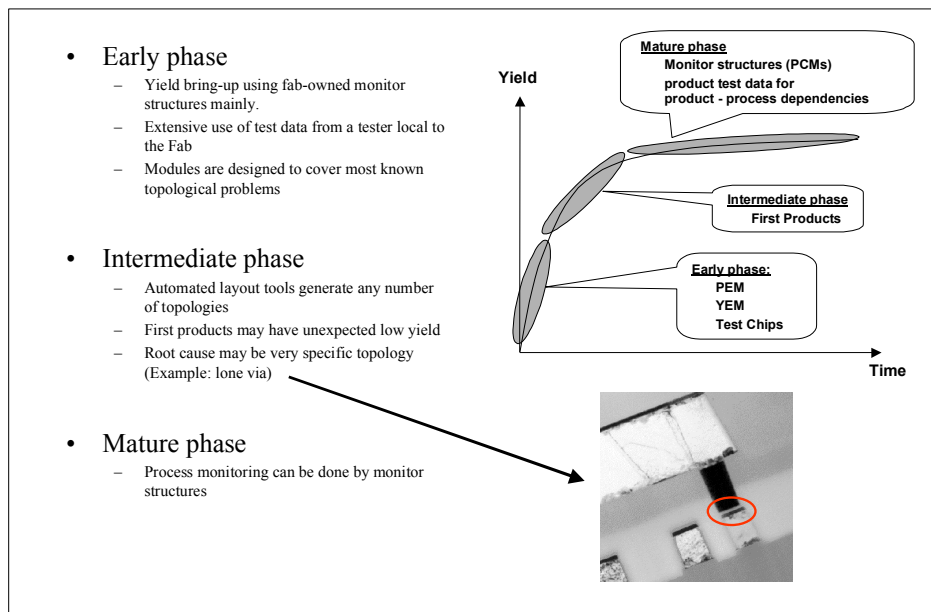 • Early phase
– Yield bring-up using fab-owned monitor
structures mainly.
– Extensive use of test data from a tester local to
the Fab
– Modules are designed to cover most known
topological problems
• Intermediate phase
– Automated layout tools generate any number
of topologies
– First products may have unexpected low yield
– Root cause may be very specific topology
(Example: lone via)
• Mature phase
– Process monitoring can be done by monitor
structures
Yield
Mature phase
Monitor structures (PCMs)
product test data for
product - process dependencies
Intermediate phase
First Products
Early phase:
PEM
YEM
Test Chips
Time